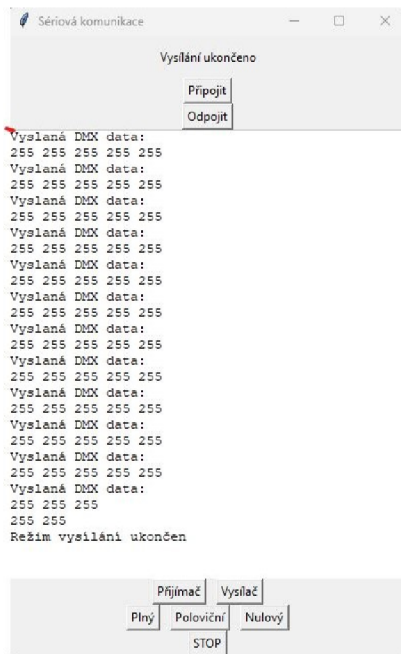 Sériová komunikace
Vysílání ukončeno
Připojit
Odpojit
Vyslaná DMX data:
255 255 255 255 255
Vyslaná DMX data:
255 255 255 255 255
Vyslaná DMX data:
255 255 255 255 255
Vyslaná DMX data:
255 255 255 255 255
Vyslaná DMX data:
255 255 255 255 255
Vyslaná DMX data:
255 255 255 255 255
Vyslaná DMX data:
255 255 255 255 255
Vyslaná DMX data:
255 255 255 255 255
Vyslaná DMX data:
255 255 255 255 255
Vyslaná DMX data:
255 255 255 255 255
Vyslaná DMX data:
255 255 255 255 255
Vyslaná DMX data:
255 255 255
255 255
Režim vysílání ukončen
Přijímač Vysílač
Plný Poloviční Nulový
STOP